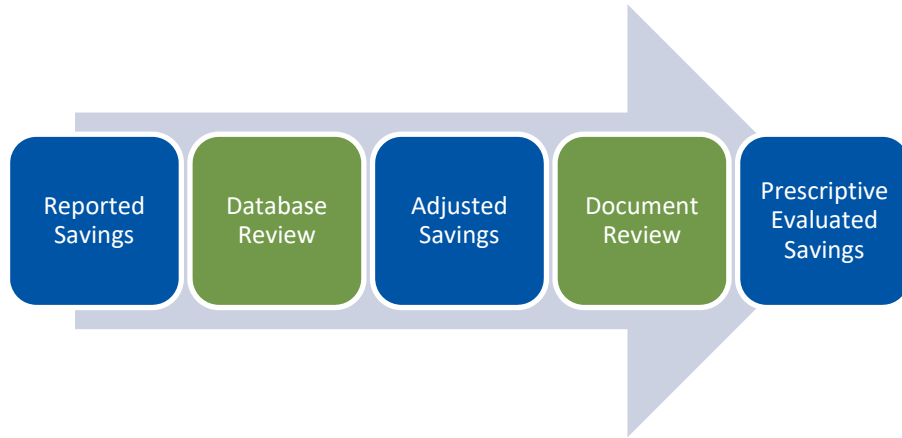 Reported
Savings
Database
Review
Adjusted
Savings
Document
Review
Prescriptive
Evaluated
Savings